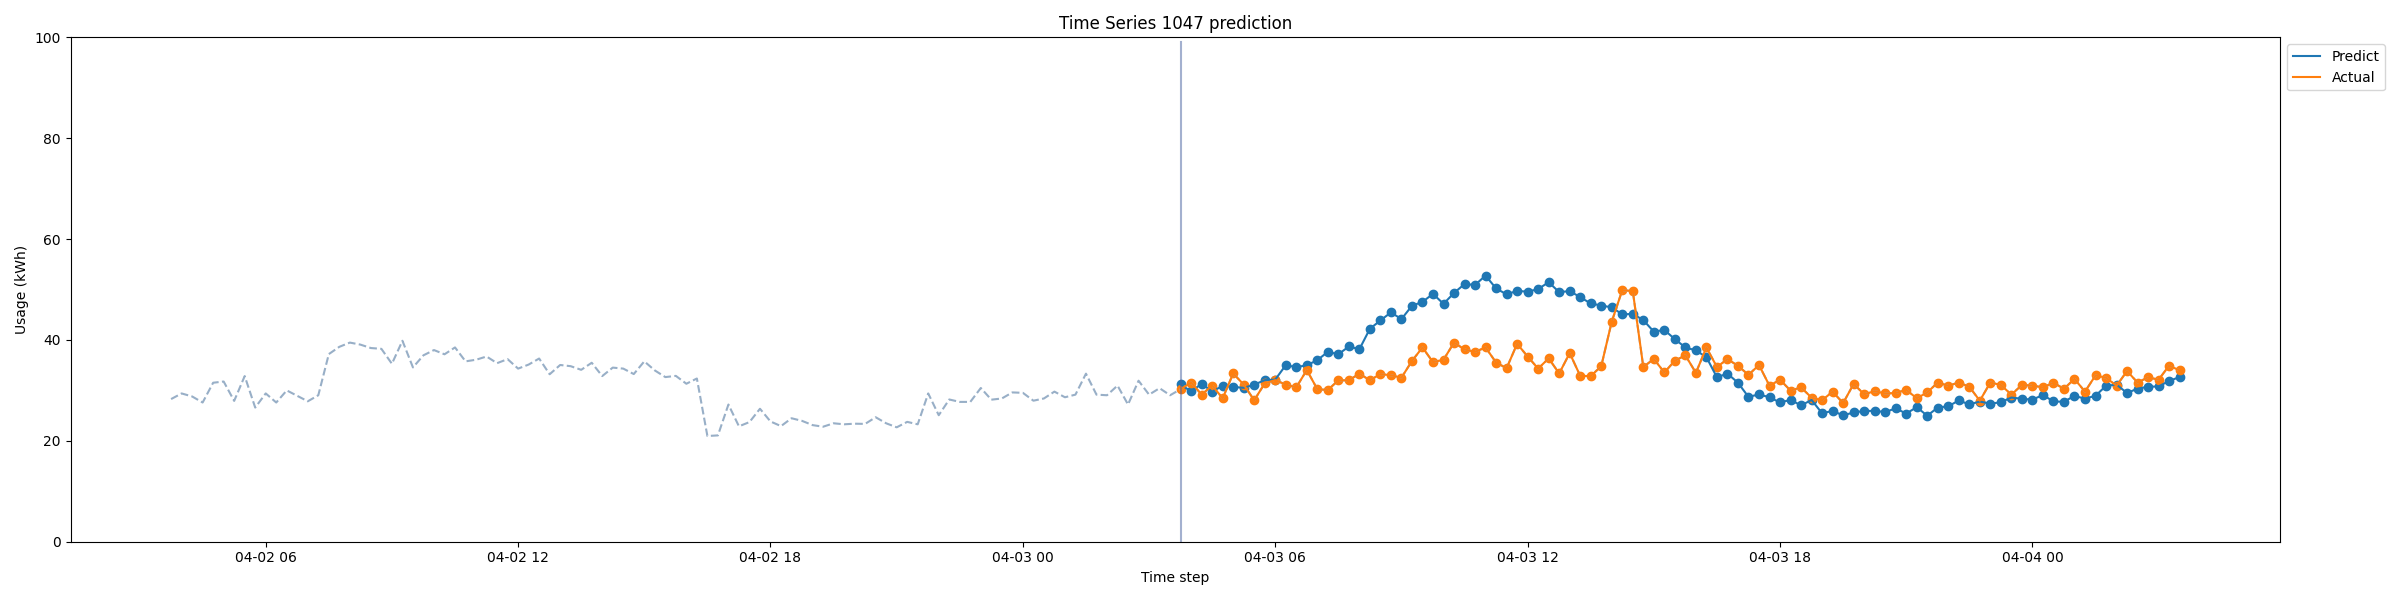 Time Series 1047 prediction
100
80
60
40
20
0
Usage (kWh)
04-02 06
04-02 12
04-02 18
04-03 00
04-03 06
04-03 12
04-03 18
04-04 00
Time step
Predict
Actual